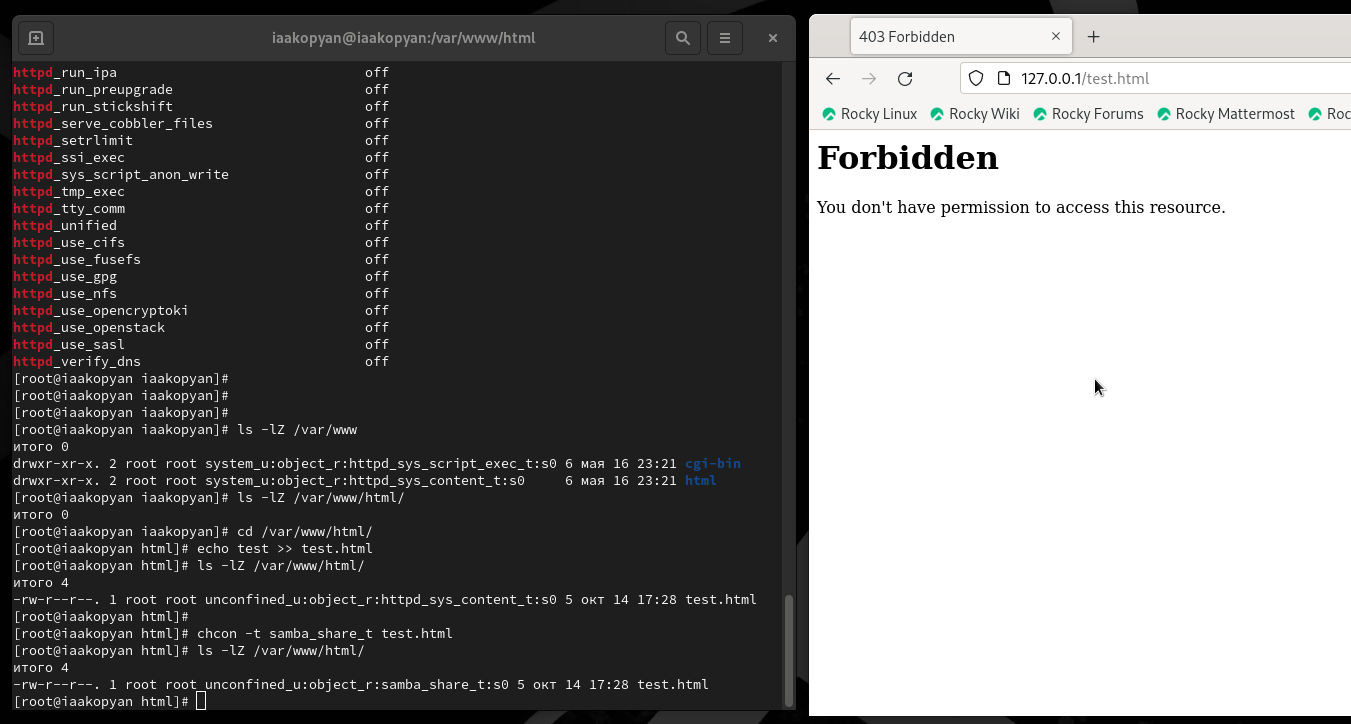 iaakopyan@iaakopyan:/var/www/html
httpd_run_ipa off
httpd_run_preupgrade off
httpd_run_stickshift off
httpd_serve_cobbler_files off
httpd_setrlimit off
httpd_ssi_exec off
httpd_sys_script_anon_write off
httpd_tmp_exec off
httpd_tty_comm off
httpd_unified off
httpd_use_cifs off
httpd_use_fusefs off
httpd_use_gpg off
httpd_use_nfs off
httpd_use_opencryptoki off
httpd_use_openstack off
httpd_use_sasl off
httpd_verify_dns off
[root@iaakopyan iaakopyan]#
[root@iaakopyan iaakopyan]#
[root@iaakopyan iaakopyan]#
[root@iaakopyan iaakopyan]# ls -lZ /var/www
итого 0
drwxr-xr-x. 2 root root system_u:object_r:httpd_sys_script_exec_t:s0 6 мая 16 23:21 cgi-bin
drwxr-xr-x. 2 root root system_u:object_r:httpd_sys_content_t:s0     6 мая 16 23:21 html
[root@iaakopyan iaakopyan]# ls -lZ /var/www/html/
итого 0
[root@iaakopyan iaakopyan]# cd /var/www/html/
[root@iaakopyan html]# echo test >> test.html
[root@iaakopyan html]# ls -lZ /var/www/html/
итого 4
-rw-r--r--. 1 root root unconfined_u:object_r:httpd_sys_content_t:s0 5 окт 14 17:28 test.html
[root@iaakopyan html]#
[root@iaakopyan html]# chcon -t samba_share_t test.html
[root@iaakopyan html]# ls -lZ /var/www/html/
итого 4
-rw-r--r--. 1 root root unconfined_u:object_r:samba_share_t:s0 5 окт 14 17:28 test.html
[root@iaakopyan html]#
403 Forbidden
127.0.0.1/test.html
Rocky Linux Rocky Wiki Rocky Forums Rocky Mattermost Roc
Forbidden
You don't have permission to access this resource.